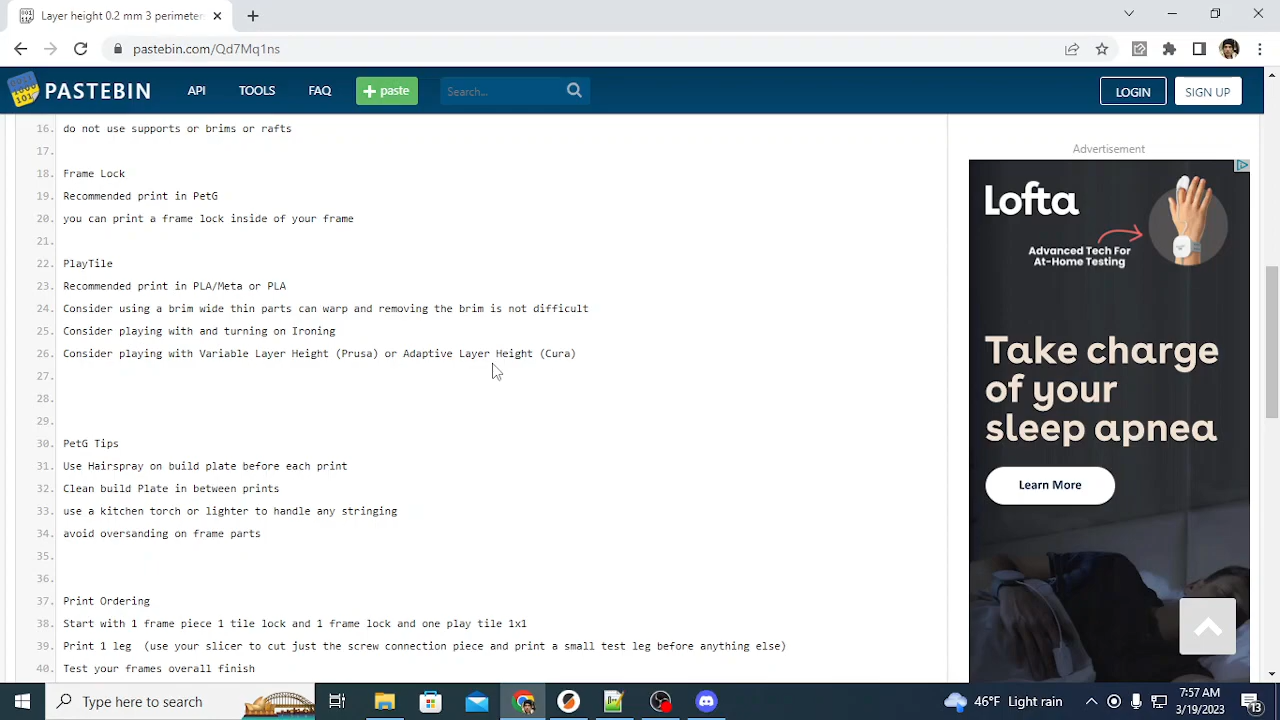 Layer height 0.2 mm 3 perimeter
pastebin.com/Qd7Mq1ns
PASTEBIN
API
TOOLS
FAQ
+ paste
Search...
LOGIN
SIGN UP
16. do not use supports or brims or rafts
17.
18. Frame Lock
19. Recommended print in PetG
20. you can print a frame lock inside of your frame
21.
22. PlayTile
23. Recommended print in PLA/Meta or PLA
24. Consider using a brim wide thin parts can warp and removing the brim is not difficult
25. Consider playing with and turning on Ironing
26. Consider playing with Variable Layer Height (Prusa) or Adaptive Layer Height (Cura)
27.
28.
29.
30. PetG Tips
31. Use Hairspray on build plate before each print
32. Clean build Plate in between prints
33. use a kitchen torch or lighter to handle any stringing
34. avoid oversanding on frame parts
35.
36.
37. Print Ordering
38. Start with 1 frame piece 1 tile lock and 1 frame lock and one play tile 1x1
39. Print 1 leg  (use your slicer to cut just the screw connection piece and print a small test leg before anything else)
40. Test your frames overall finish
Advertisement
Lofta
Advanced Tech For
At-Home Testing
Take charge
of your
sleep apnea
Learn More
Type here to search
46°F Light rain
7:57 AM
3/19/2023
13